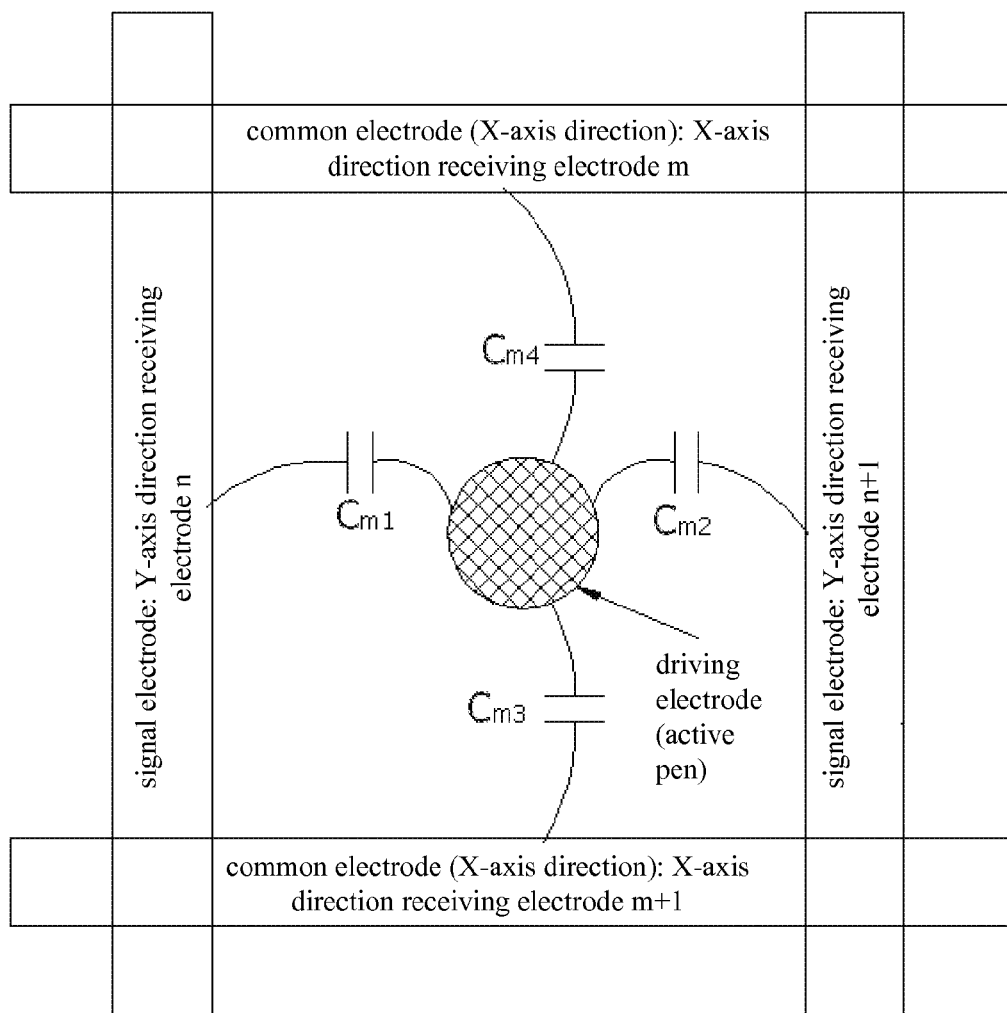 common electrode (X-axis direction): X-axis
direction receiving electrode m
signal electrode: Y-axis direction receiving
electrode n
Cm4
Cm1
Cm2
signal electrode: Y-axis direction receiving
electrode n+1
Cm3
driving
electrode
(active
pen)
common electrode (X-axis direction): X-axis
direction receiving electrode m+1